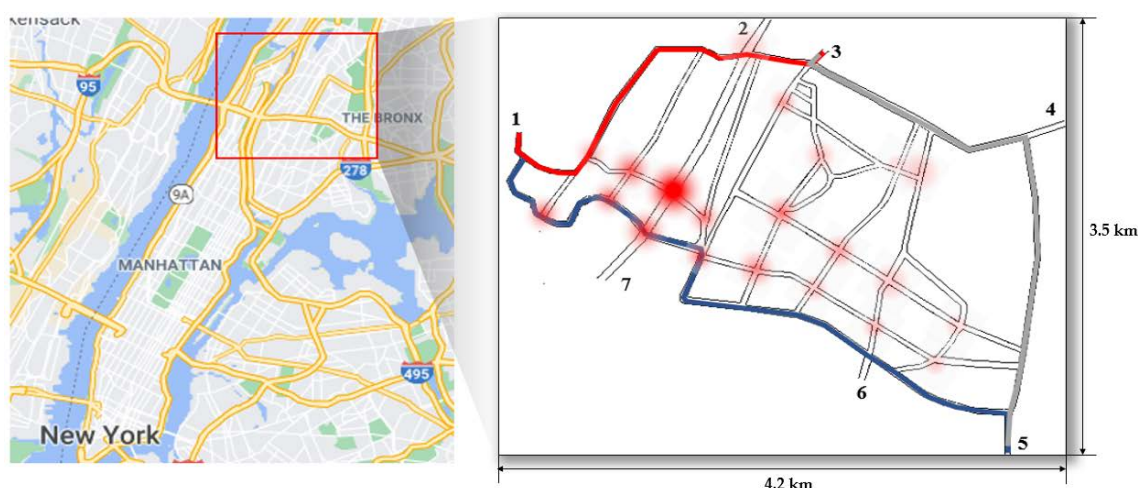 kensack
95
9A
THE BRONX
278
MANHATTAN
495
New York
1
2
3
4
5
6
7
3.5 km
4.2 km